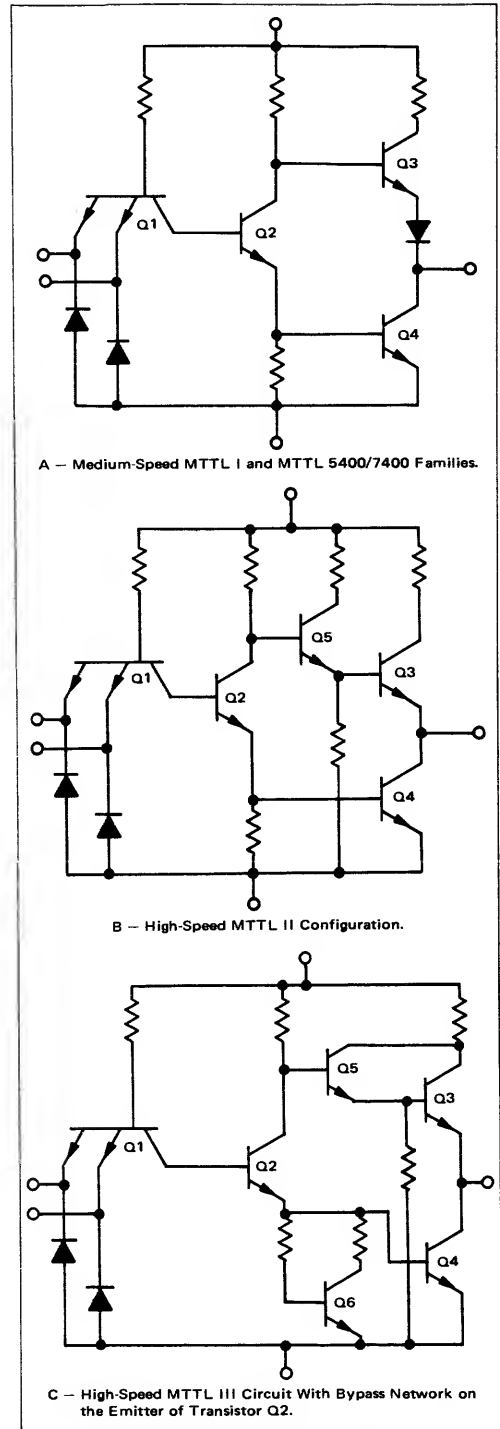 Q1
Q2
Q3
Q4
A — Medium-Speed MTTL I and MTTL 5400/7400 Families.
Q1
Q2
Q5
Q3
Q4
B — High-Speed MTTL II Configuration.
Q1
Q2
Q5
Q3
Q4
Q6
C — High-Speed MTTL III Circuit With Bypass Network on
the Emitter of Transistor Q2.